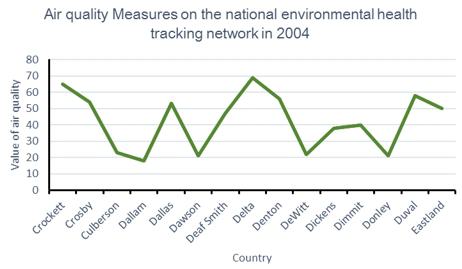 Air quality Measures on the national environmental health
tracking network in 2004
Value of air quality
80
70
60
50
40
30
20
10
0
Crockett
Crosby
Culberson
Dallam
Dallas
Dawson
Deaf Smith
Delta
Denton
DeWitt
Dickens
Dimmit
Donley
Duval
Eastland
Country